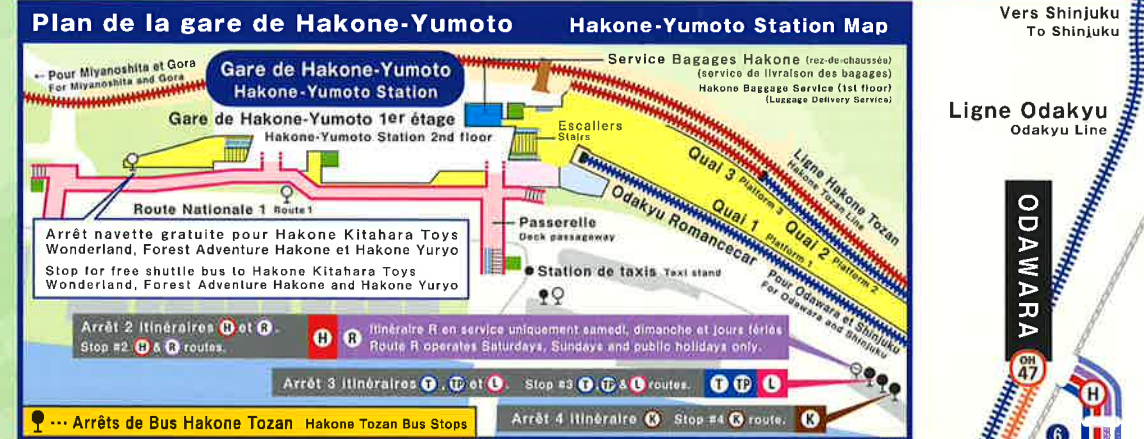 Plan de la gare de Hakone-Yumoto
Hakone-Yumoto Station Map
← Pour Miyanoshita et Gora
For Miyanoshita and Gora
Gare de Hakone-Yumoto
Hakone-Yumoto Station
Service Bagages Hakone (rez-de-chaussée)
(service de livraison des bagages)
Hakone Baggage Service (1st floor)
(Luggage Delivery Service)
Gare de Hakone-Yumoto 1er étage
Hakone-Yumoto Station 2nd floor
Escaliers
Stairs
Ligne Hakone Tozan
Hakone Tozan Line
Quai 3 Platform 3
Quai 1 Platform 1
Quai 2 Platform 2
Odakyu Romancecar
Pour Odawara et Shinjuku
For Odawara and Shinjuku
Route Nationale 1 Route 1
Passerelle
Deck passageway
Arrêt navette gratuite pour Hakone Kitahara Toys
Wonderland, Forest Adventure Hakone et Hakone Yuryo
Stop for free shuttle bus to Hakone Kitahara Toys
Wonderland, Forest Adventure Hakone and Hakone Yuryo
Station de taxis Taxi stand
Arrêt 2 itinéraires H et R.
Stop #2 H & R routes.
H
R
Itinéraire R en service uniquement samedi, dimanche et jours fériés
Route R operates Saturdays, Sundays and public holidays only.
Arrêt 3 itinéraires T, TP et L. Stop #3 T, TP & L routes.
T TP L
Arrêt 4 itinéraire K Stop #4 K route.
K
··· Arrêts de Bus Hakone Tozan Hakone Tozan Bus Stops
Vers Shinjuku
To Shinjuku
Ligne Odakyu
Odakyu Line
ODAWARA
OH
47
H
6